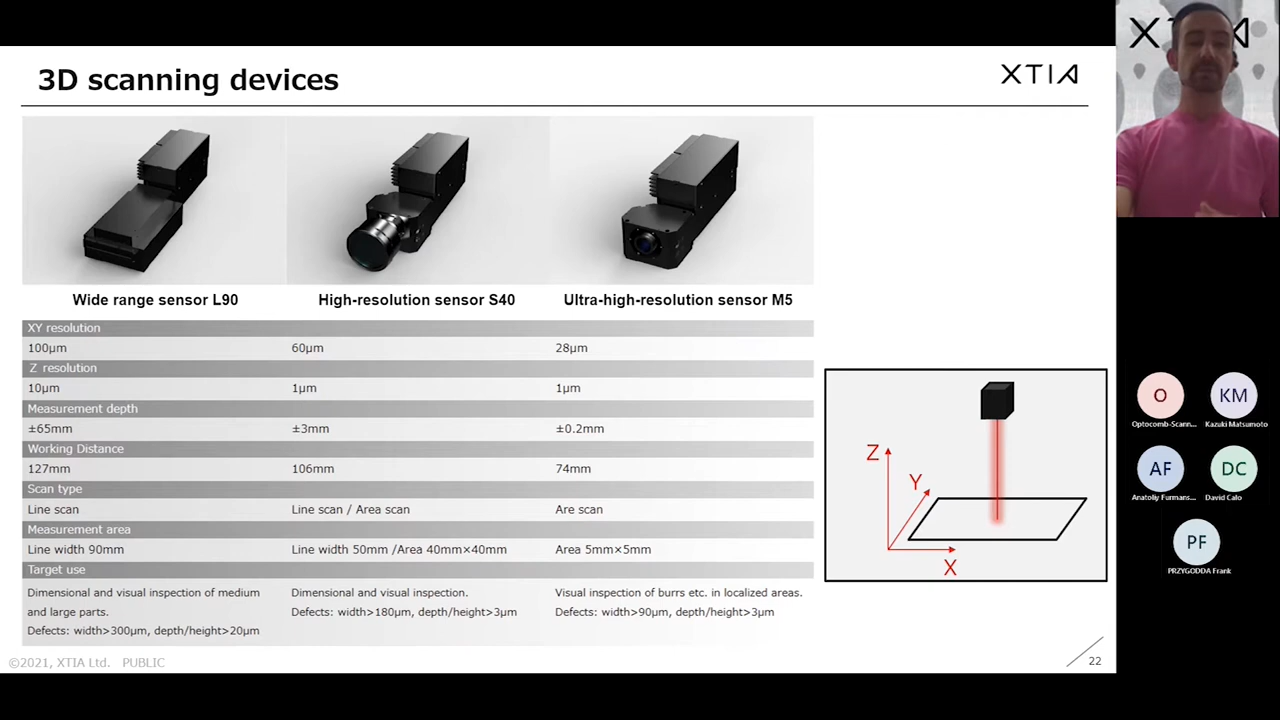 3D scanning devices
XTIA
Wide range sensor L90
High-resolution sensor S40
Ultra-high-resolution sensor M5
XY resolution
100μm 60μm 28μm
Z resolution
10μm 1μm 1μm
Measurement depth
±65mm ±3mm ±0.2mm
Working Distance
127mm 106mm 74mm
Scan type
Line scan Line scan / Area scan Are scan
Measurement area
Line width 90mm Line width 50mm /Area 40mm×40mm Area 5mm×5mm
Target use
Dimensional and visual inspection of medium
and large parts.
Defects: width>300μm, depth/height>20μm
Dimensional and visual inspection.
Defects: width>180μm, depth/height>3μm
Visual inspection of burrs etc. in localized areas.
Defects: width>90μm, depth/height>3μm
Z
Y
X
©2021, XTIA Ltd. PUBLIC
22
O
Optocomb-Scann...
KM
Kazuki Matsumoto
AF
Anatoliy Furmans...
DC
David Calo
PF
PRZYGODDA Frank